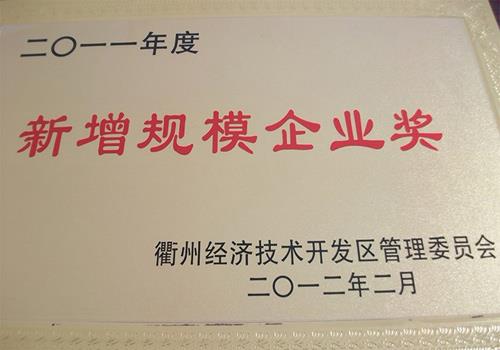 二〇一一年度
新增规模企业奖
衢州经济技术开发区管理委员会
二〇一二年二月